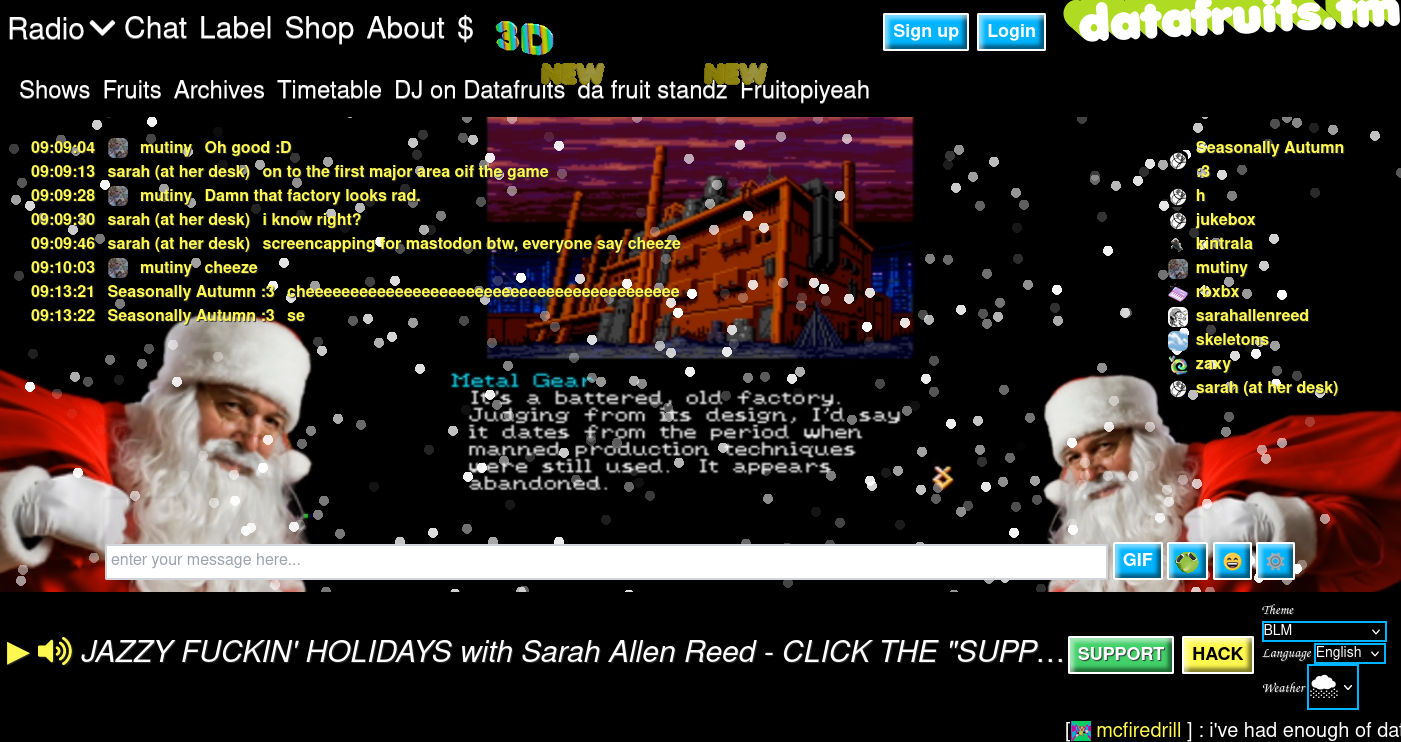 Radio Chat Label Shop About $ 3D Sign up Login datafruits.fm
NEW NEW
Shows Fruits Archives Timetable DJ on Datafruits da fruit standz Fruitopiyeah
09:09:04 mutiny Oh good :D
09:09:13 sarah (at her desk) on to the first major area oif the game
09:09:28 mutiny Damn that factory looks rad.
09:09:30 sarah (at her desk) i know right?
09:09:46 sarah (at her desk) screencapping for mastodon btw, everyone say cheeze
09:10:03 mutiny cheeze
09:13:21 Seasonally Autumn :3 cheeeeeeeeeeeeeeeeeeeeeeeeeeeeeeeeeeeeeeeeee
09:13:22 Seasonally Autumn :3 se
Seasonally Autumn
:3
h
jukebox
kintrala
mutiny
rbxbx
sarahallenreed
skeletons
zaxy
sarah (at her desk)
Metal Gear
It's a battered, old factory.
Judging from its design, I'd say
it dates from the period when
manned production techniques
were still used. It appears
abandoned.
enter your message here...
GIF
JAZZY FUCKIN' HOLIDAYS with Sarah Allen Reed - CLICK THE "SUPP...
SUPPORT
HACK
Theme
BLM
Language English
Weather
[ mcfiredrill ] : i've had enough of dat